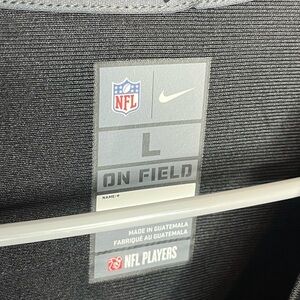 NFL
L
ON FIELD
NAME/#
MADE IN GUATEMALA
FABRIQUÉ AU GUATEMALA
NFL PLAYERS